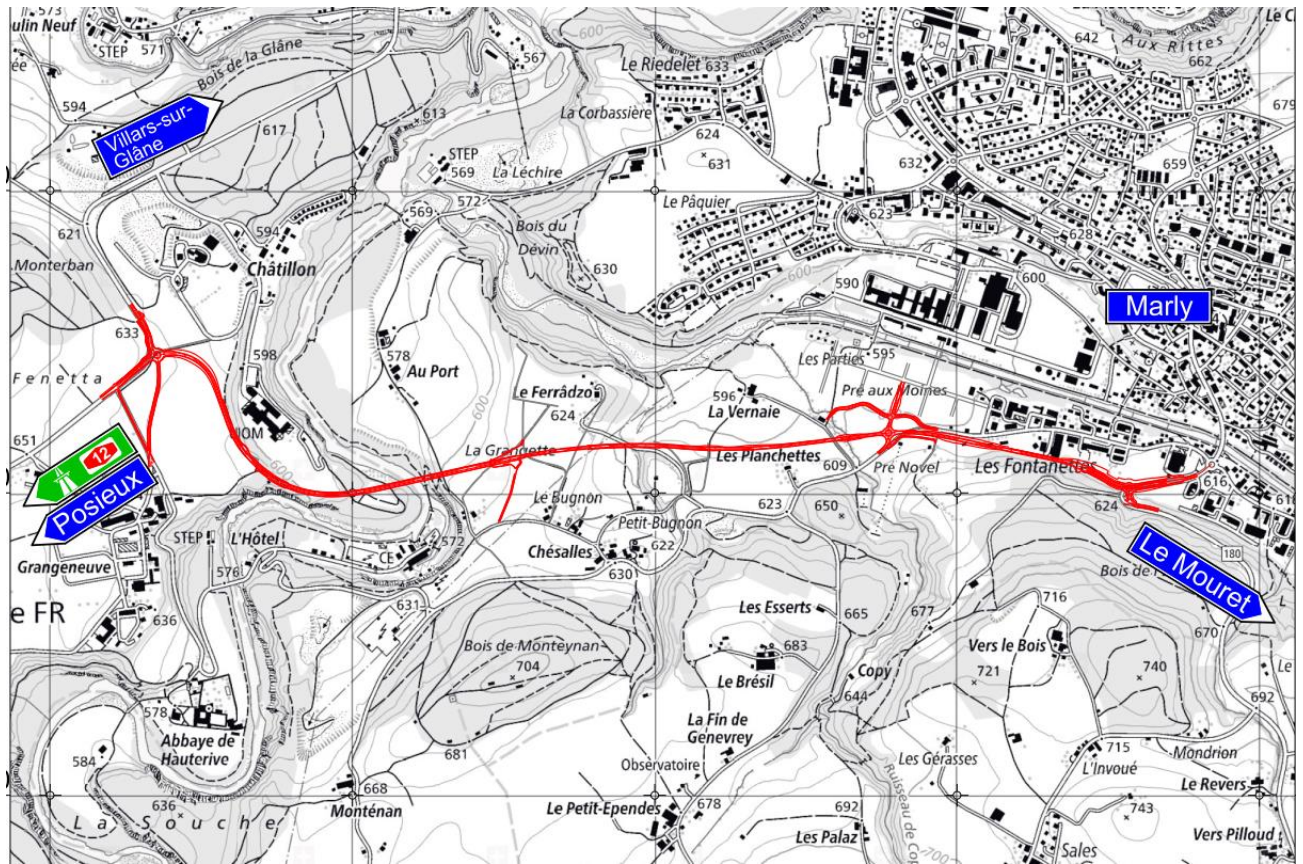 573
ulin Neuf
STEP
571
Bois de la Glâne
567
600
Le Riedelet 633
642
Aux Rittes
662
594
617
613
La Corbassière
624
679
Villars-sur-
Glâne
STEP
569
La Léchire
631
632
659
572
569
Le Pâquier
623
628
621
594
Bois du
Dévin
Monterban
Châtillon
630
600
600
590
Marly
633
598
578
Au Port
Les Parties
595
Fenetta
le Ferrâdzo
596
Pré aux Moines
600
624
La Vernaie
651
La Grangette
12
Les Planchettes
609
Pré Novel
Les Fontanettes
616
Posieux
600
Le Bugnon
623
650
624
618
STEP
L'Hôtel
572
Petit-Bugnon
CE
Chésalles
622
180
Grangeneuve
576
630
Le Mouret
631
e FR
636
Les Esserts
665
677
716
670
Bois de Monteynan
704
683
Vers le Bois
Le Brésil
Copy
721
740
578
644
692
Abbaye de
Hauterive
La Fin de
Genevrey
681
715
Mondrion
584
Observatoire
Les Gérasses
L'Invoué
636
668
Le Revers
La Souche
Monténan
Le Petit-Ependes
678
692
743
Les Palaz
Vers Pilloud
700
Sales